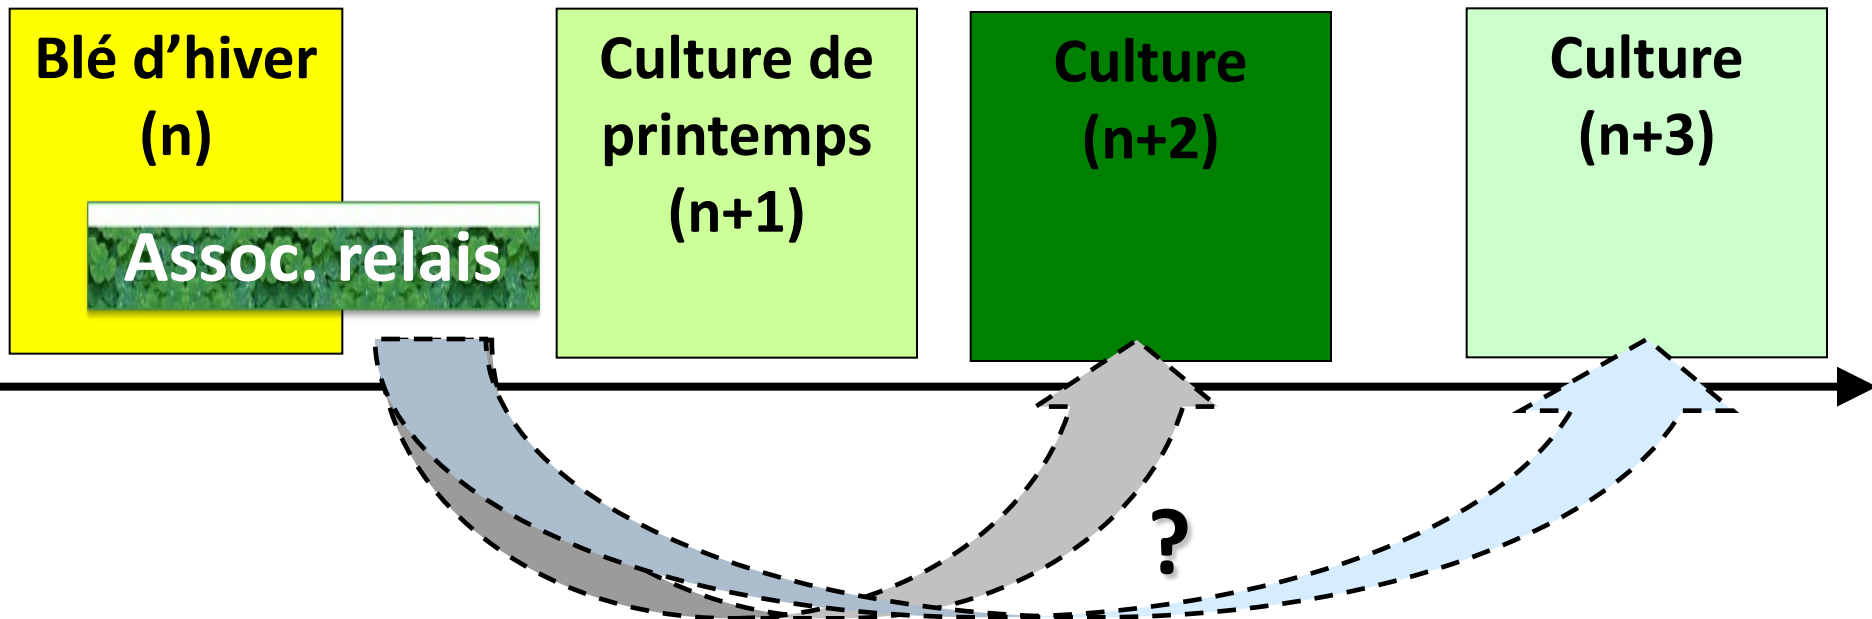 Blé d’hiver
(n)
Assoc. relais
Culture de
printemps
(n+1)
Culture
(n+2)
Culture
(n+3)
?